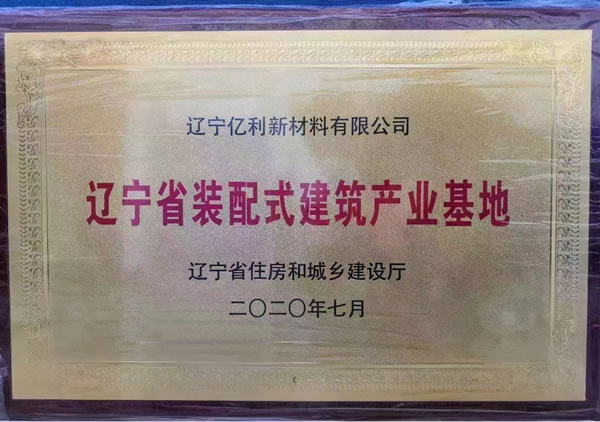 辽宁亿利新材料有限公司
辽宁省装配式建筑产业基地
辽宁省住房和城乡建设厅
二〇二〇年七月